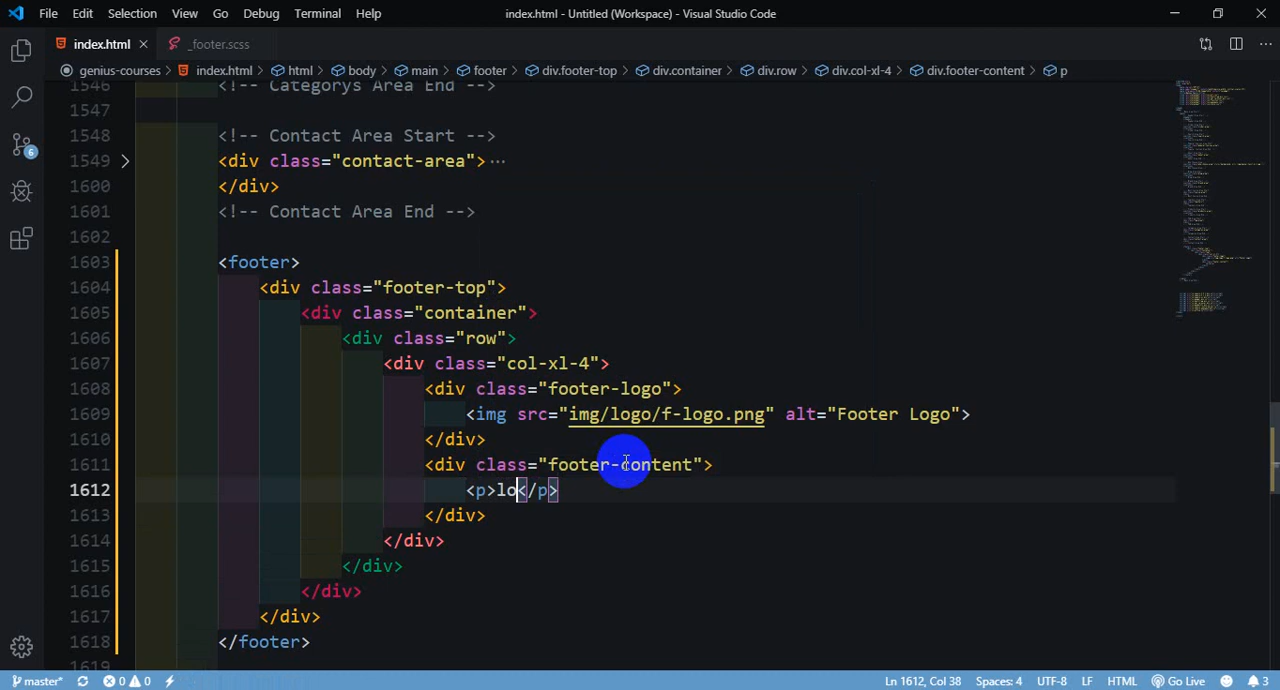 File Edit Selection View Go Debug Terminal Help index.html - Untitled (Workspace) - Visual Studio Code
index.html _footer.scss
genius-courses > index.html > html > body > main > footer > div.footer-top > div.container > div.row > div.col-xl-4 > div.footer-content > p
1546 <!-- Categorys Area End -->
1547
1548 <!-- Contact Area Start -->
1549 <div class="contact-area">...
1600 </div>
1601 <!-- Contact Area End -->
1602
1603 <footer>
1604 <div class="footer-top">
1605 <div class="container">
1606 <div class="row">
1607 <div class="col-xl-4">
1608 <div class="footer-logo">
1609 <img src="img/logo/f-logo.png" alt="Footer Logo">
1610 </div>
1611 <div class="footer-content">
1612 <p>lo</p>
1613 </div>
1614 </div>
1615 </div>
1616 </div>
1617 </div>
1618 </footer>
1619
6
master* 0 0 Ln 1612, Col 38 Spaces: 4 UTF-8 LF HTML Go Live 3